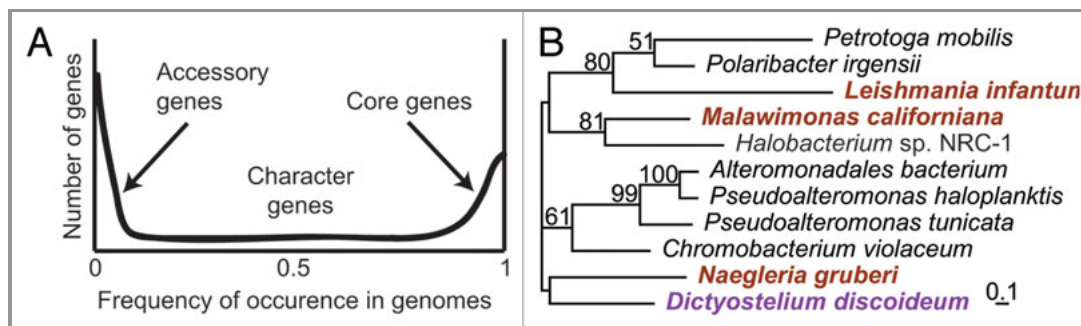 A
Number of genes
Accessory
genes
Core genes
Character
genes
0
0.5
1
Frequency of occurence in genomes
B
51
Petrotoga mobilis
80
Polaribacter irgensii
Leishmania infantum
81
Malawimonas californiana
Halobacterium sp. NRC-1
100
Alteromonadales bacterium
99
Pseudoalteromonas haloplanktis
61
Pseudoalteromonas tunicata
Chromobacterium violaceum
Naegleria gruberi
Dictyostelium discoideum
0.1